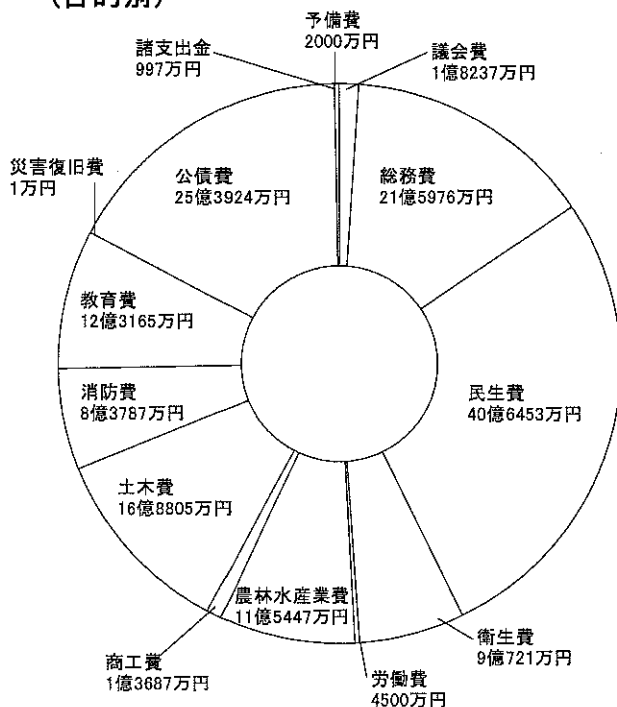 (目的別)
予備費
2000万円
諸支出金
997万円
議会費
1億8237万円
災害復旧費
1万円
公債費
25億3924万円
総務費
21億5976万円
教育費
12億3165万円
消防費
8億3787万円
民生費
40億6453万円
土木費
16億8805万円
農林水産業費
11億5447万円
衛生費
9億721万円
商工費
1億3687万円
労働費
4500万円